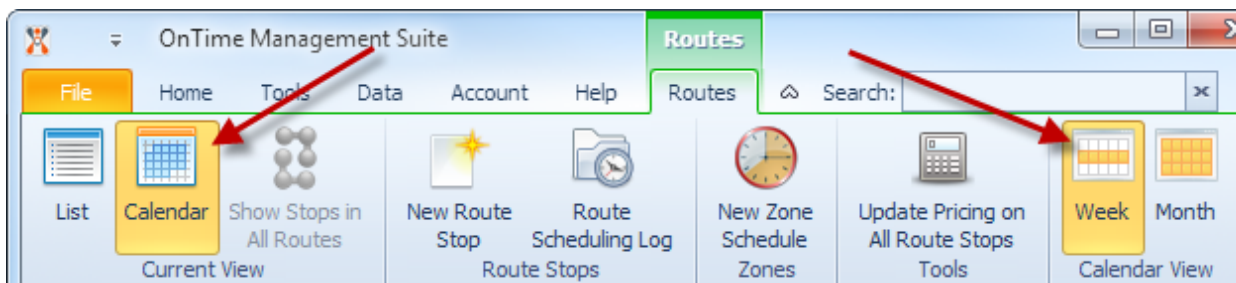 OnTime Management Suite
Routes
File Home Tools Data Account Help Routes Search:
List Calendar Show Stops in All Routes
New Route Stop Route Scheduling Log
New Zone Schedule
Update Pricing on All Route Stops
Week Month
Current View Route Stops Zones Tools Calendar View